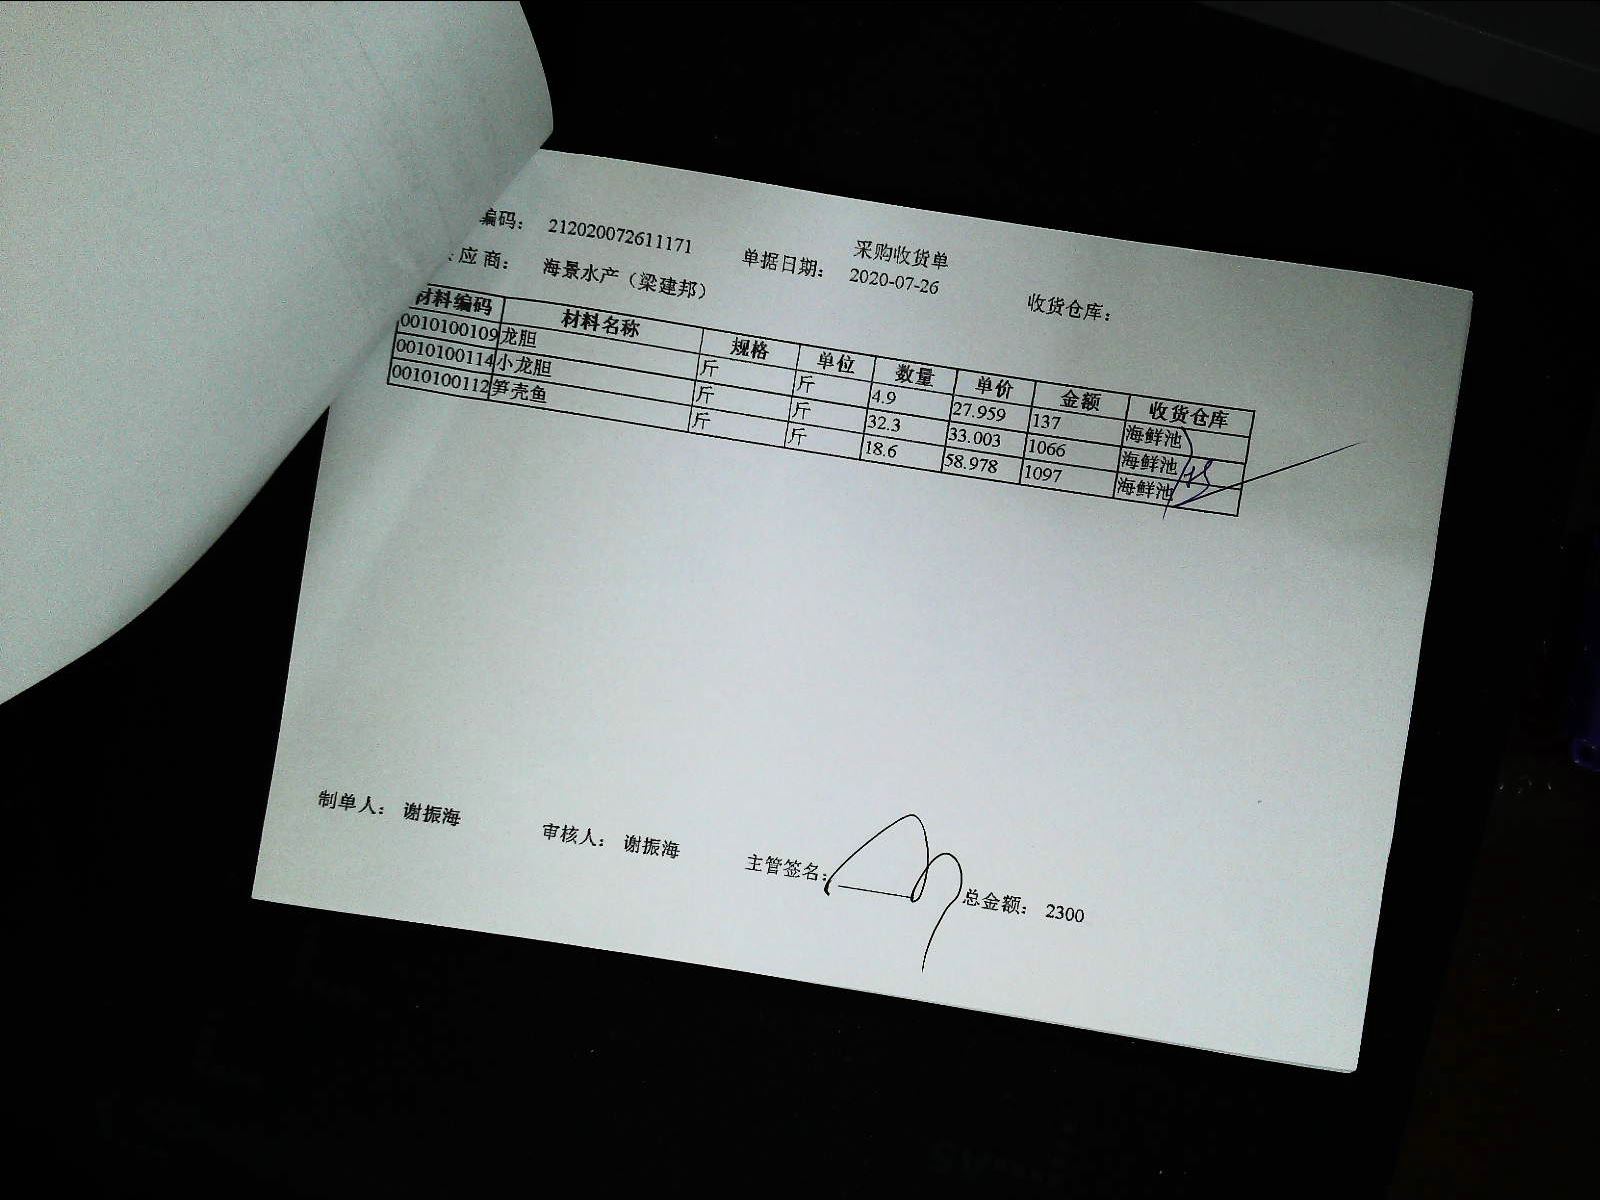 采购收货单
编码： 212020072611171 单据日期： 2020-07-26 收货仓库：
应商： 海景水产（梁建邦）
材料编码 材料名称 规格 单位 数量 单价 金额 收货仓库
0010100109 龙胆 斤 斤 4.9 27.959 137 海鲜池
0010100114 小龙胆 斤 斤 32.3 33.003 1066 海鲜池
0010100112 笋壳鱼 斤 斤 18.6 58.978 1097 海鲜池
制单人： 谢振海 审核人： 谢振海 主管签名： 总金额： 2300